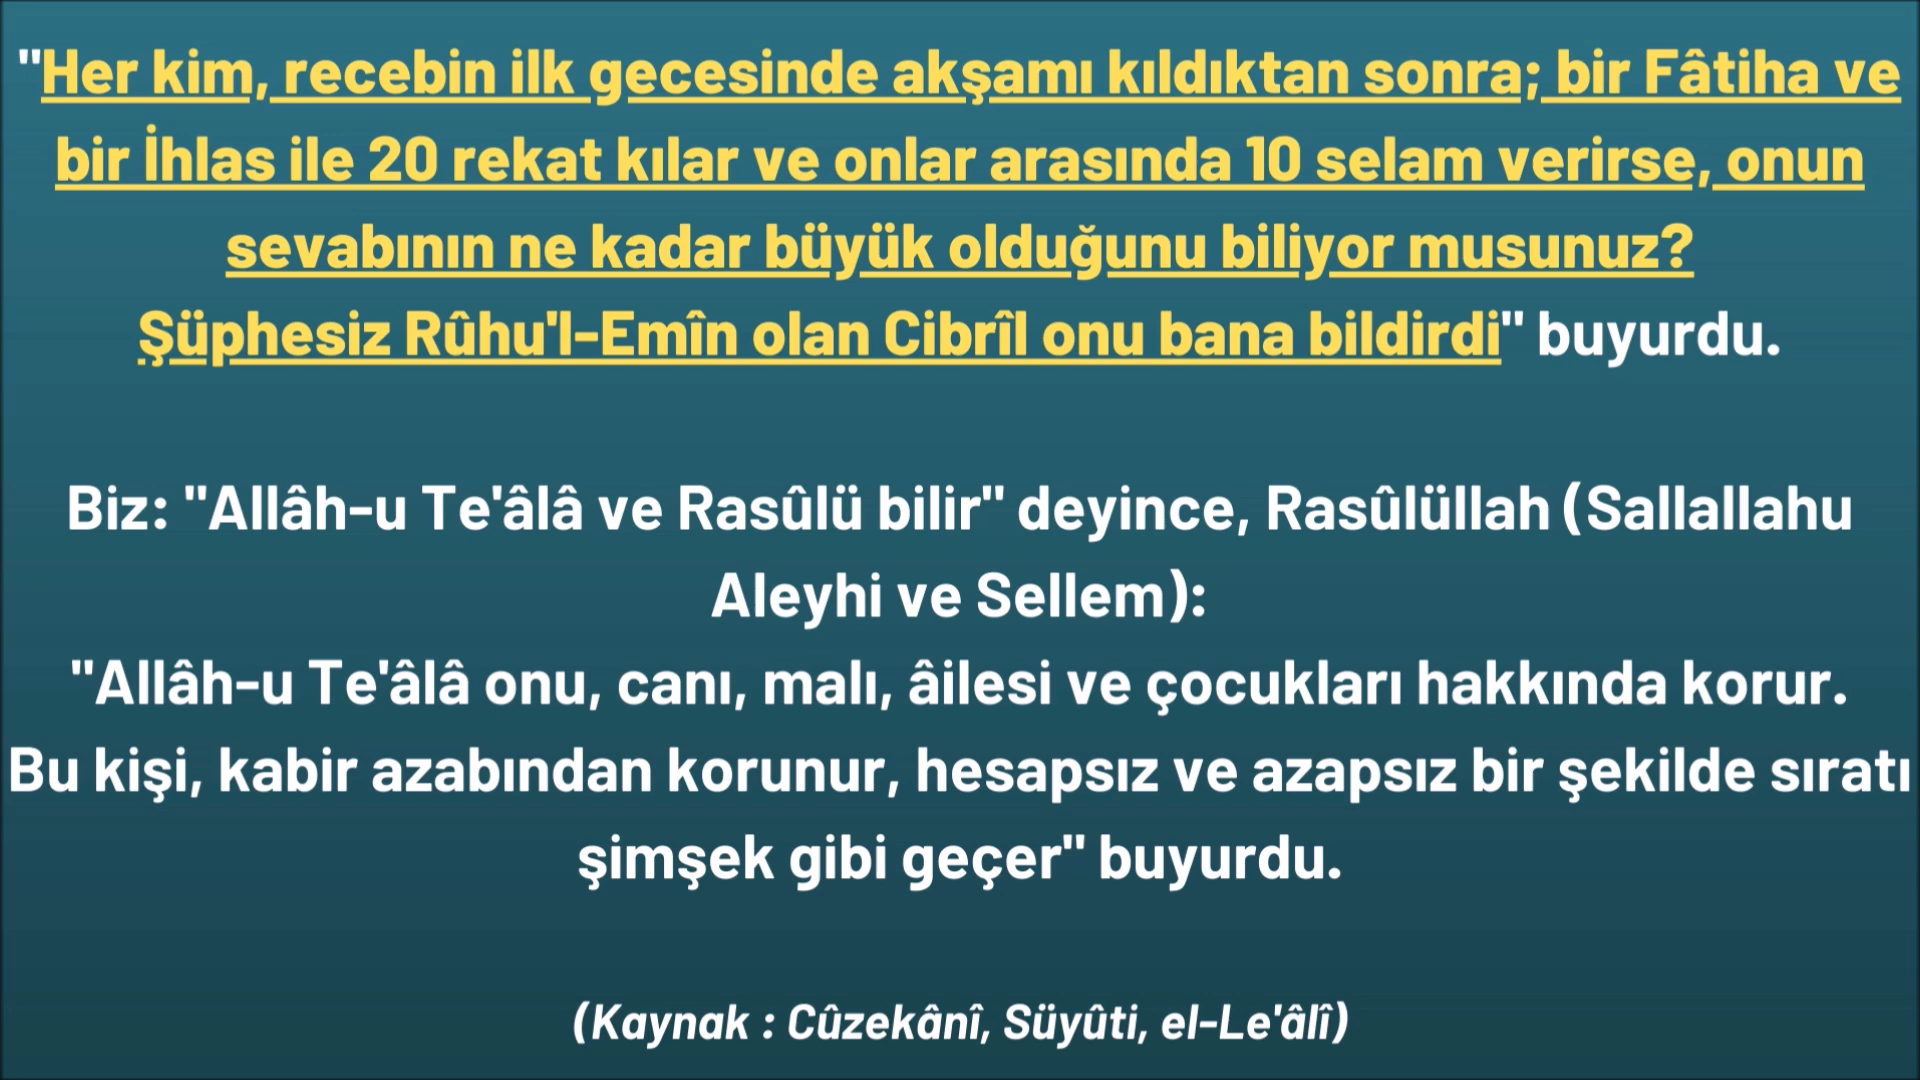 "Her kim, recebin ilk gecesinde akşamı kıldıktan sonra; bir Fâtiha ve
bir İhlas ile 20 rekat kılar ve onlar arasında 10 selam verirse, onun
sevabının ne kadar büyük olduğunu biliyor musunuz?
Şüphesiz Rûhu'l-Emîn olan Cibrîl onu bana bildirdi" buyurdu.
Biz: "Allâh-u Te'âlâ ve Rasûlü bilir" deyince, Rasûlüllah (Sallallahu
Aleyhi ve Sellem):
"Allâh-u Te'âlâ onu, canı, malı, âilesi ve çocukları hakkında korur.
Bu kişi, kabir azabından korunur, hesapsız ve azapsız bir şekilde sıratı
şimşek gibi geçer" buyurdu.
(Kaynak : Cûzekânî, Süyûti, el-Le'âlî)